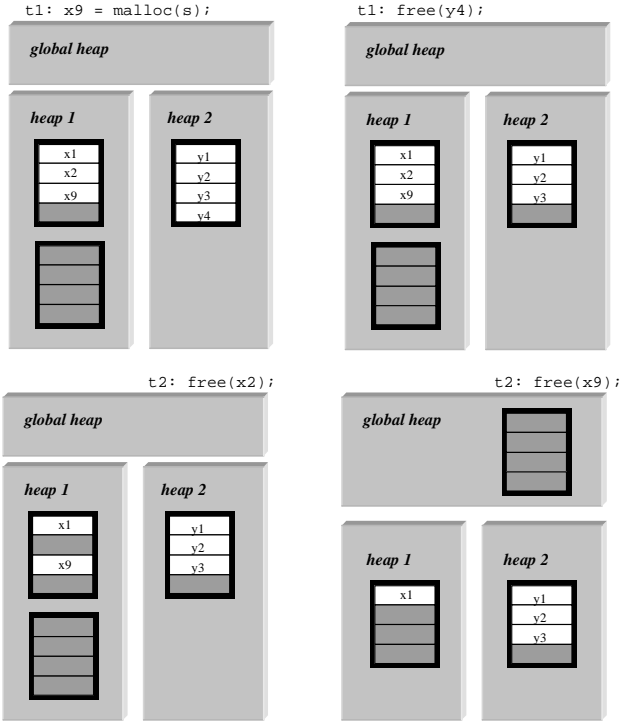 t1: x9 = malloc(s);
global heap
heap 1
heap 2
x1
x2
x9
y1
y2
y3
y4
t1: free(y4);
global heap
heap 1
heap 2
x1
x2
x9
y1
y2
y3
t2: free(x2);
global heap
heap 1
heap 2
x1
x9
y1
y2
y3
t2: free(x9);
global heap
heap 1
heap 2
x1
y1
y2
y3